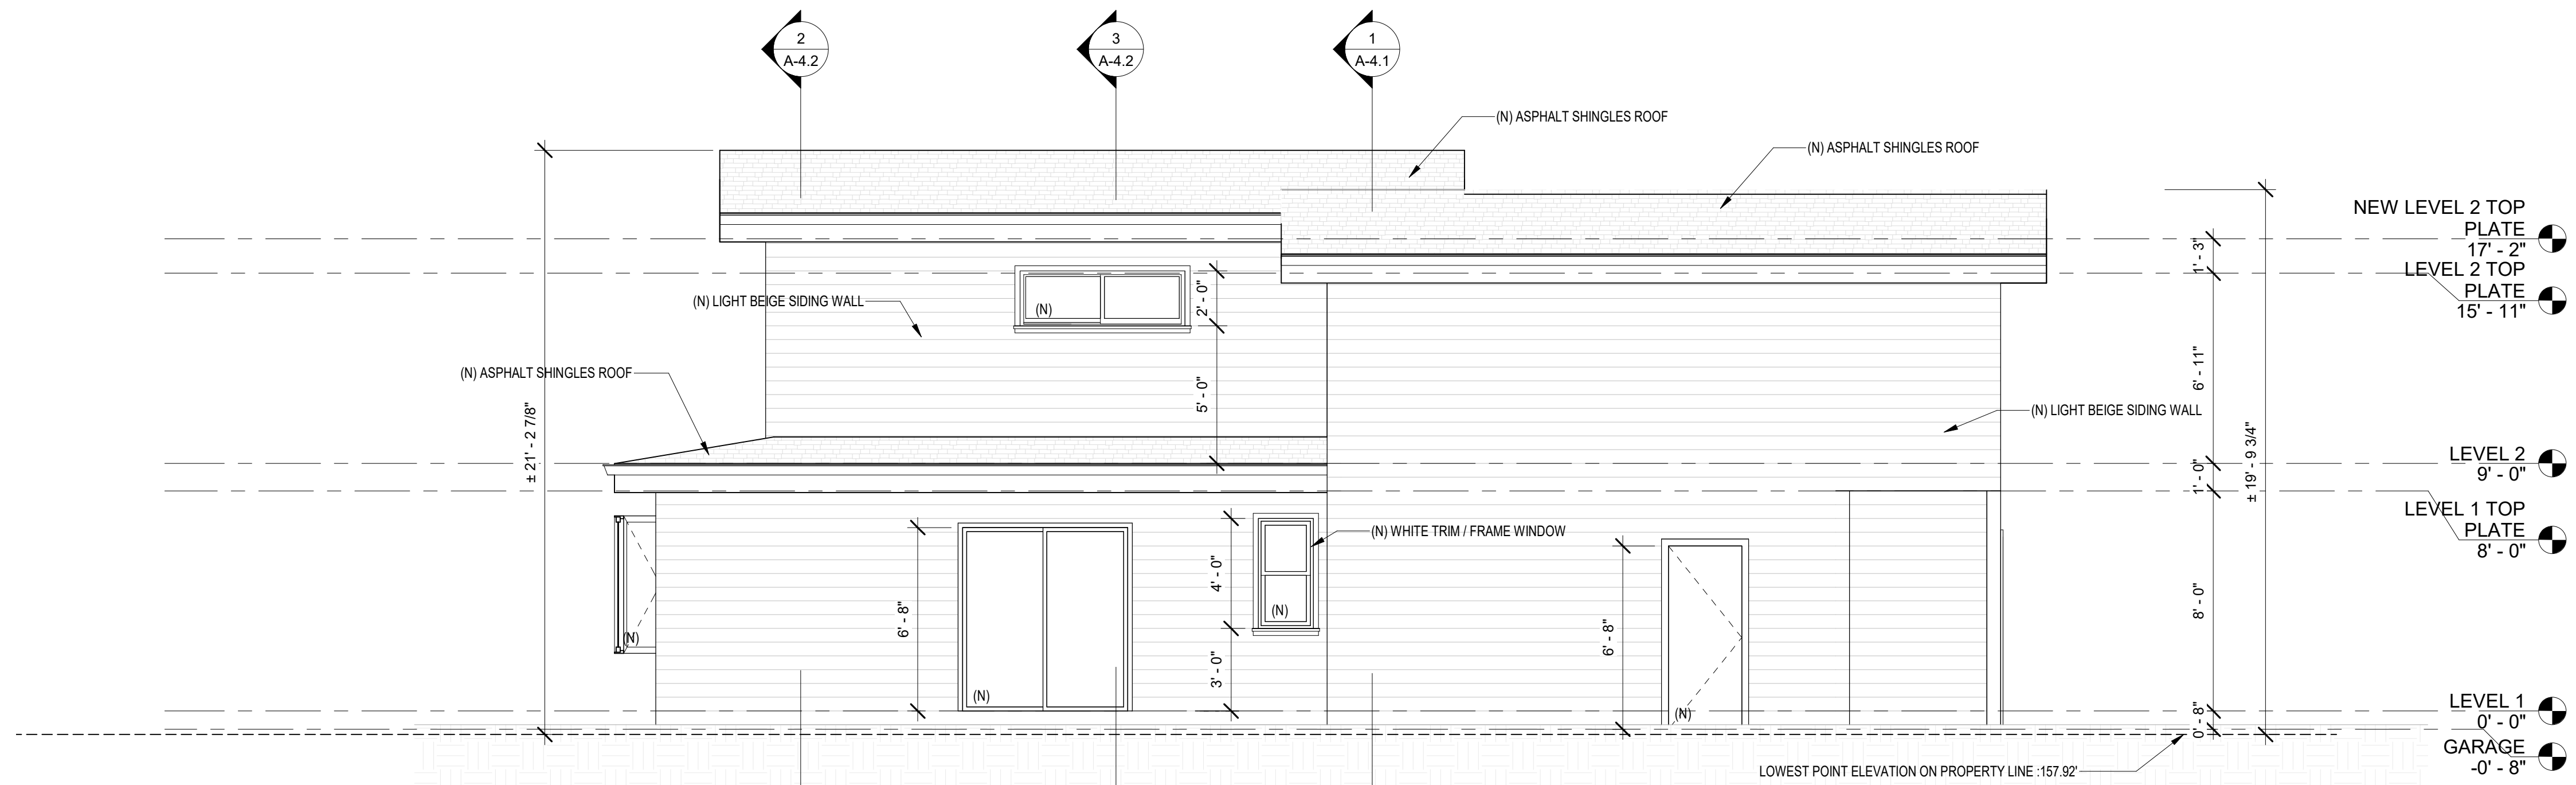 2
A-4.2
3
A-4.2
1
A-4.1
(N) ASPHALT SHINGLES ROOF
(N) ASPHALT SHINGLES ROOF
NEW LEVEL 2 TOP
PLATE
17' - 2"
1' - 3"
LEVEL 2 TOP
PLATE
15' - 11"
(N) LIGHT BEIGE SIDING WALL
(N)
2' - 0"
(N) ASPHALT SHINGLES ROOF
5' - 0"
6' - 11"
(N) LIGHT BEIGE SIDING WALL
± 21' - 2 7/8"
± 19' - 9 3/4"
LEVEL 2
9' - 0"
1' - 0"
LEVEL 1 TOP
PLATE
8' - 0"
(N) WHITE TRIM / FRAME WINDOW
4' - 0"
(N)
6' - 8"
6' - 8"
8' - 0"
(N)
3' - 0"
(N)
(N)
LEVEL 1
0' - 0"
0' - 8"
GARAGE
-0' - 8"
LOWEST POINT ELEVATION ON PROPERTY LINE :157.92'